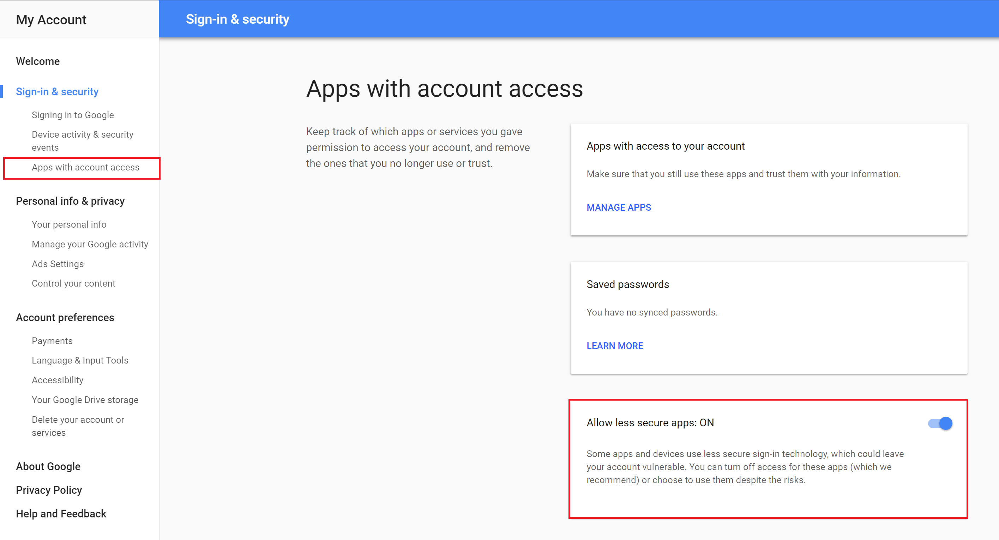 My Account
Sign-in & security
Welcome
Sign-in & security
Signing in to Google
Device activity & security
events
Apps with account access
Personal info & privacy
Your personal info
Manage your Google activity
Ads Settings
Control your content
Account preferences
Payments
Language & Input Tools
Accessibility
Your Google Drive storage
Delete your account or
services
About Google
Privacy Policy
Help and Feedback
Apps with account access
Keep track of which apps or services you gave
permission to access your account, and remove
the ones that you no longer use or trust.
Apps with access to your account
Make sure that you still use these apps and trust them with your information.
MANAGE APPS
Saved passwords
You have no synced passwords.
LEARN MORE
Allow less secure apps: ON
Some apps and devices use less secure sign-in technology, which could leave
your account vulnerable. You can turn off access for these apps (which we
recommend) or choose to use them despite the risks.